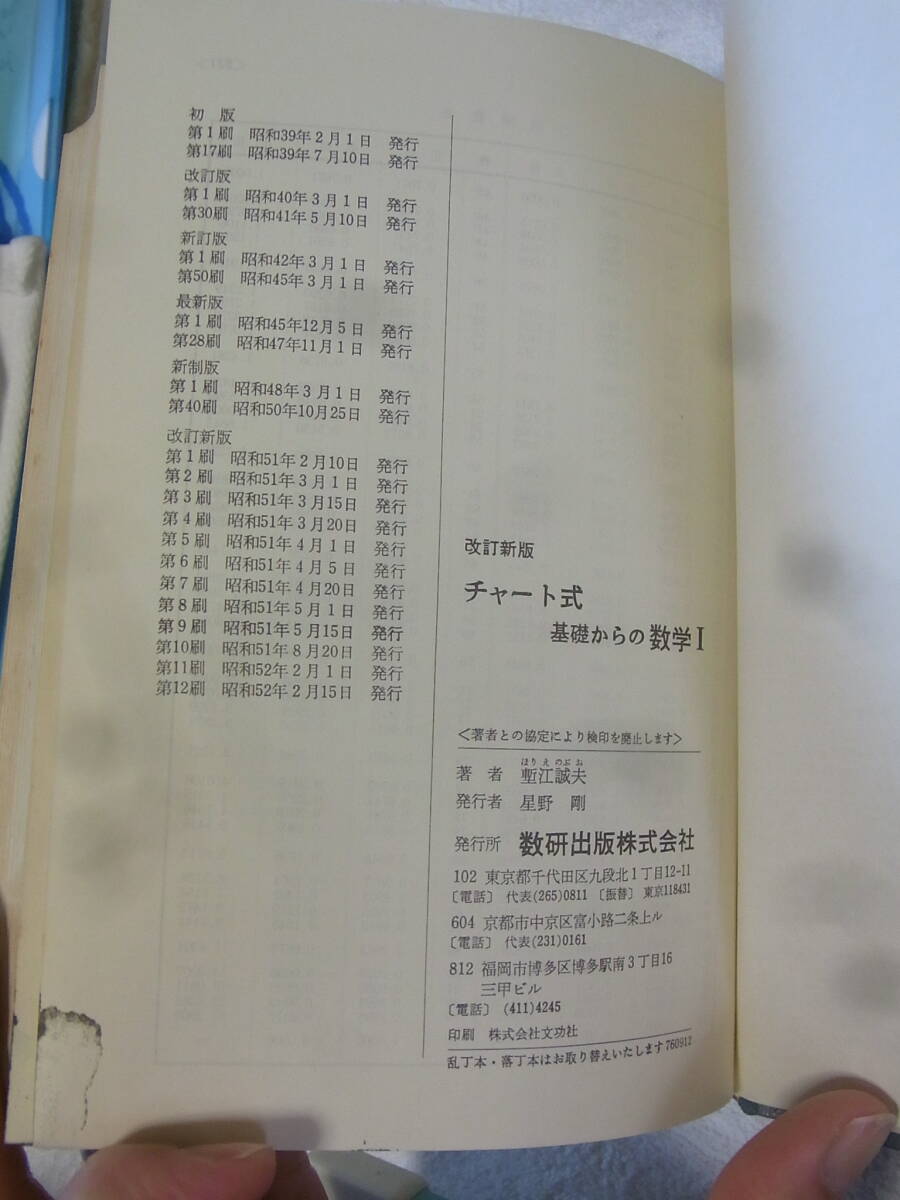 初 版
第1刷 昭和39年2月1日 発行
第17刷 昭和39年7月10日 発行
改訂版
第1刷 昭和40年3月1日 発行
第30刷 昭和41年5月10日 発行
新訂版
第1刷 昭和42年3月1日 発行
第50刷 昭和45年3月1日 発行
最新版
第1刷 昭和45年12月5日 発行
第28刷 昭和47年11月1日 発行
新制版
第1刷 昭和48年3月1日 発行
第40刷 昭和50年10月25日 発行
改訂新版
第1刷 昭和51年2月10日 発行
第2刷 昭和51年3月1日 発行
第3刷 昭和51年3月15日 発行
第4刷 昭和51年3月20日 発行
第5刷 昭和51年4月1日 発行
第6刷 昭和51年4月5日 発行
第7刷 昭和51年4月20日 発行
第8刷 昭和51年5月1日 発行
第9刷 昭和51年5月15日 発行
第10刷 昭和51年8月20日 発行
第11刷 昭和52年2月1日 発行
第12刷 昭和52年2月15日 発行
改訂新版
チャート式
基礎からの 数学Ⅰ
<著者との協定により検印を廃止します>
ほりえのぶお
著 者 塹江誠夫
発行者 星野 剛
発行所 数研出版株式会社
102 東京都千代田区九段北1丁目12-11
〔電話〕 代表(265)0811 〔振替〕 東京118431
604 京都市中京区富小路二条上ル
〔電話〕 代表(231)0161
812 福岡市博多区博多駅南3丁目16
三甲ビル
〔電話〕 (411)4245
印刷 株式会社文功社
乱丁本・落丁本はお取り替えいたします 760912